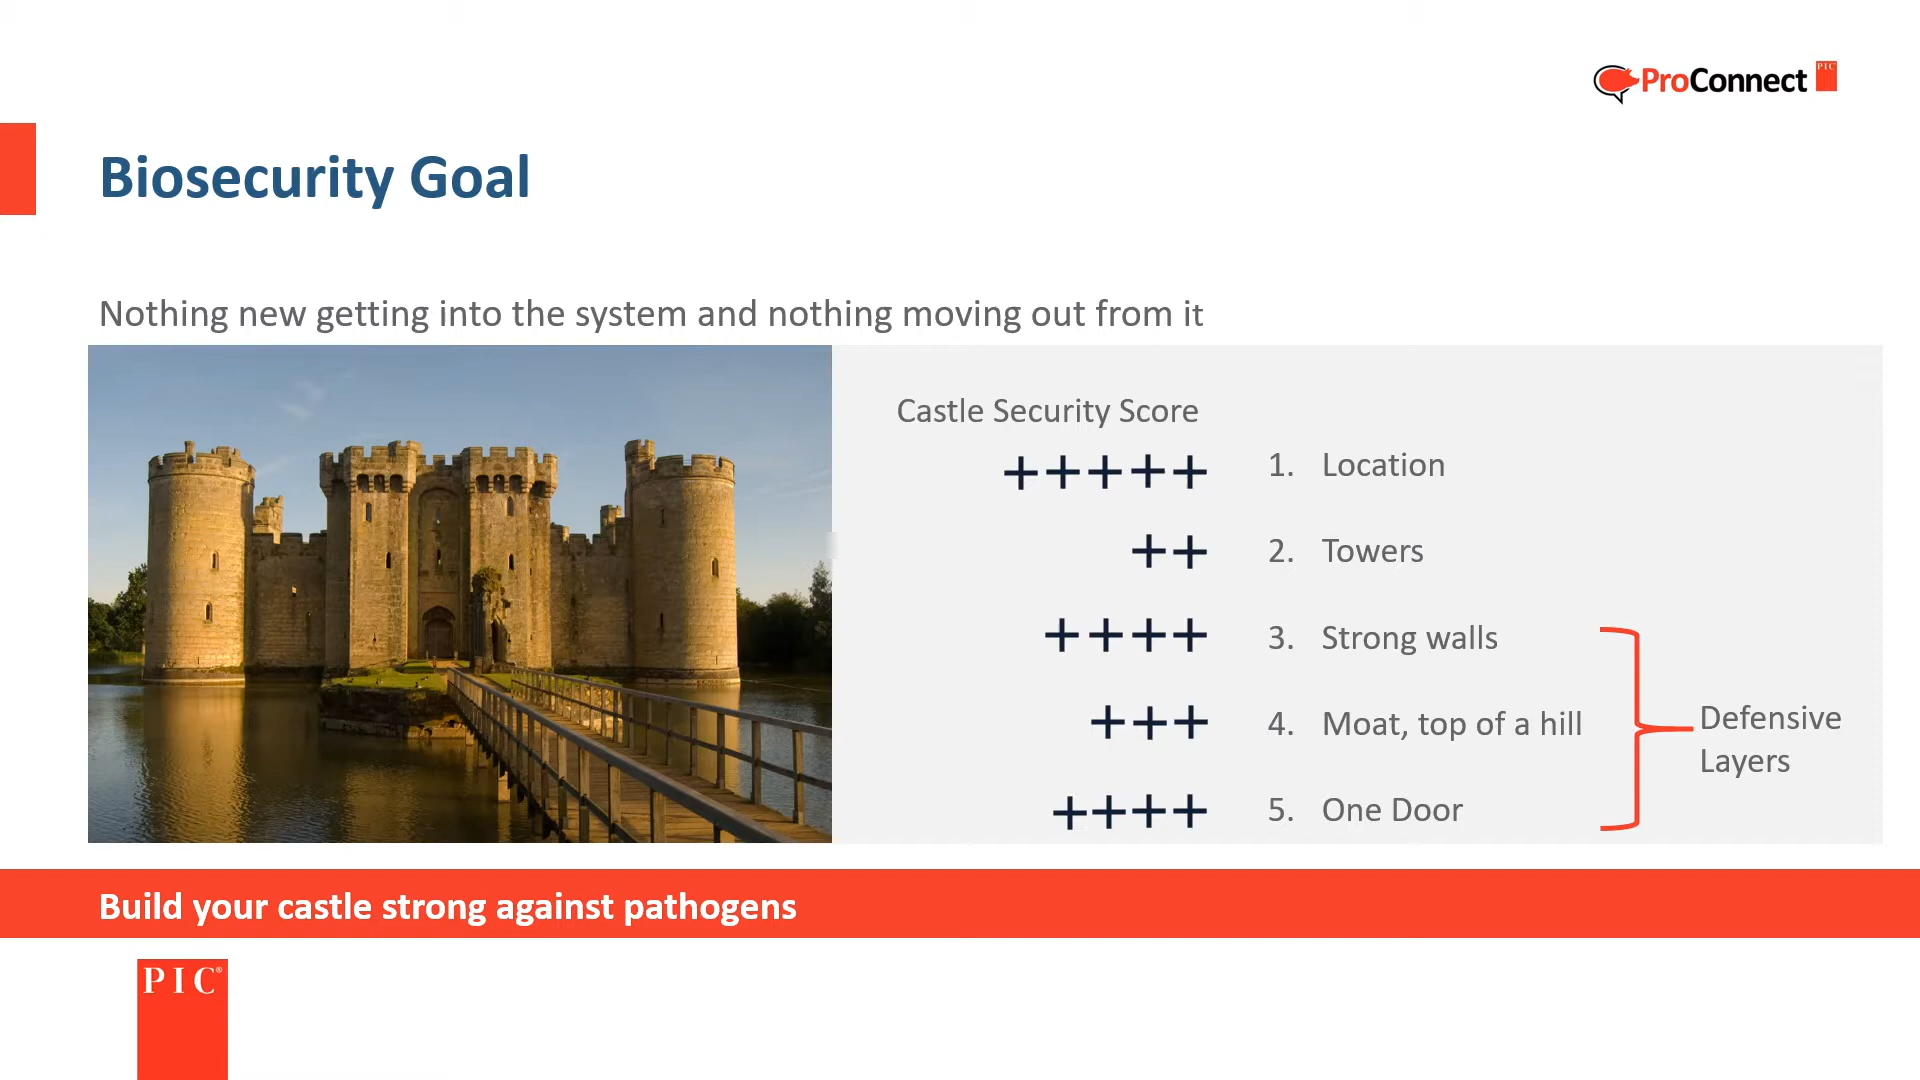 ProConnect PIC
Biosecurity Goal
Nothing new getting into the system and nothing moving out from it
Castle Security Score
+++++ 1. Location
++ 2. Towers
++++ 3. Strong walls
+++ 4. Moat, top of a hill
++++ 5. One Door
Defensive
Layers
Build your castle strong against pathogens
PIC®